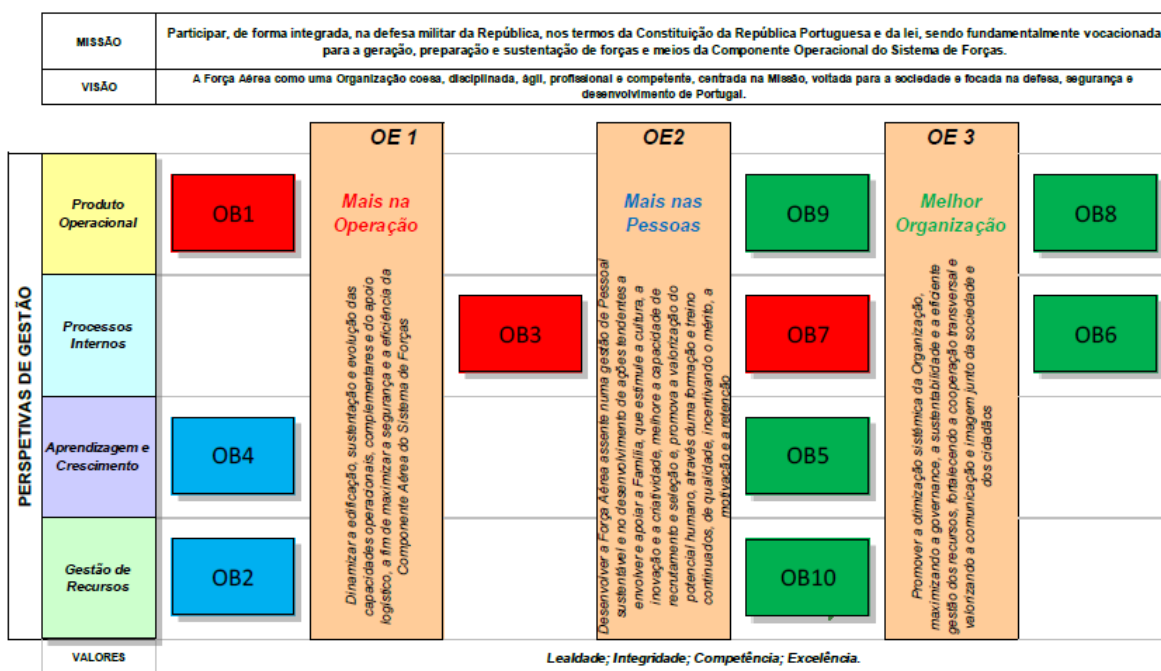 MISSÃO
Participar, de forma integrada, na defesa militar da República, nos termos da Constituição da República Portuguesa e da lei, sendo fundamentalmente vocacionada
para a geração, preparação e sustentação de forças e meios da Componente Operacional do Sistema de Forças.
VISÃO
A Força Aérea como uma Organização coesa, disciplinada, ágil, profissional e competente, centrada na Missão, voltada para a sociedade e focada na defesa, segurança e
desenvolvimento de Portugal.
PERSPETIVAS DE GESTÃO
OE 1
Mais na
Operação
Dinamizar a edificação, sustentação e evolução das
capacidades operacionais, complementares e do apoio
logístico, a fim de maximizar a segurança e a eficiência da
Componente Aérea do Sistema de Forças
OE2
Mais nas
Pessoas
Desenvolver a Força Aérea assente numa gestão de Pessoal
sustentável e no desenvolvimento de ações tendentes a
envolver e apoiar a Família, que estimule a cultura, a
inovação e a criatividade, melhore a capacidade de
recrutamento e seleção e, promova a valorização do
potencial humano, através duma formação e treino
continuados, de qualidade, incentivando o mérito, a
motivação e a retenção
OE 3
Melhor
Organização
Promover a otimização sistémica da Organização,
maximizando a governance, a sustentabilidade e a eficiente
gestão dos recursos, fortalecendo a cooperação transversal e
valorizando a comunicação e imagem junto da sociedade e
dos cidadãos
Produto
Operacional
OB1
OB9
OB8
Processos
Internos
OB3
OB7
OB6
Aprendizagem e
Crescimento
OB4
OB5
Gestão de
Recursos
OB2
OB10
VALORES
Lealdade; Integridade; Competência; Excelência.